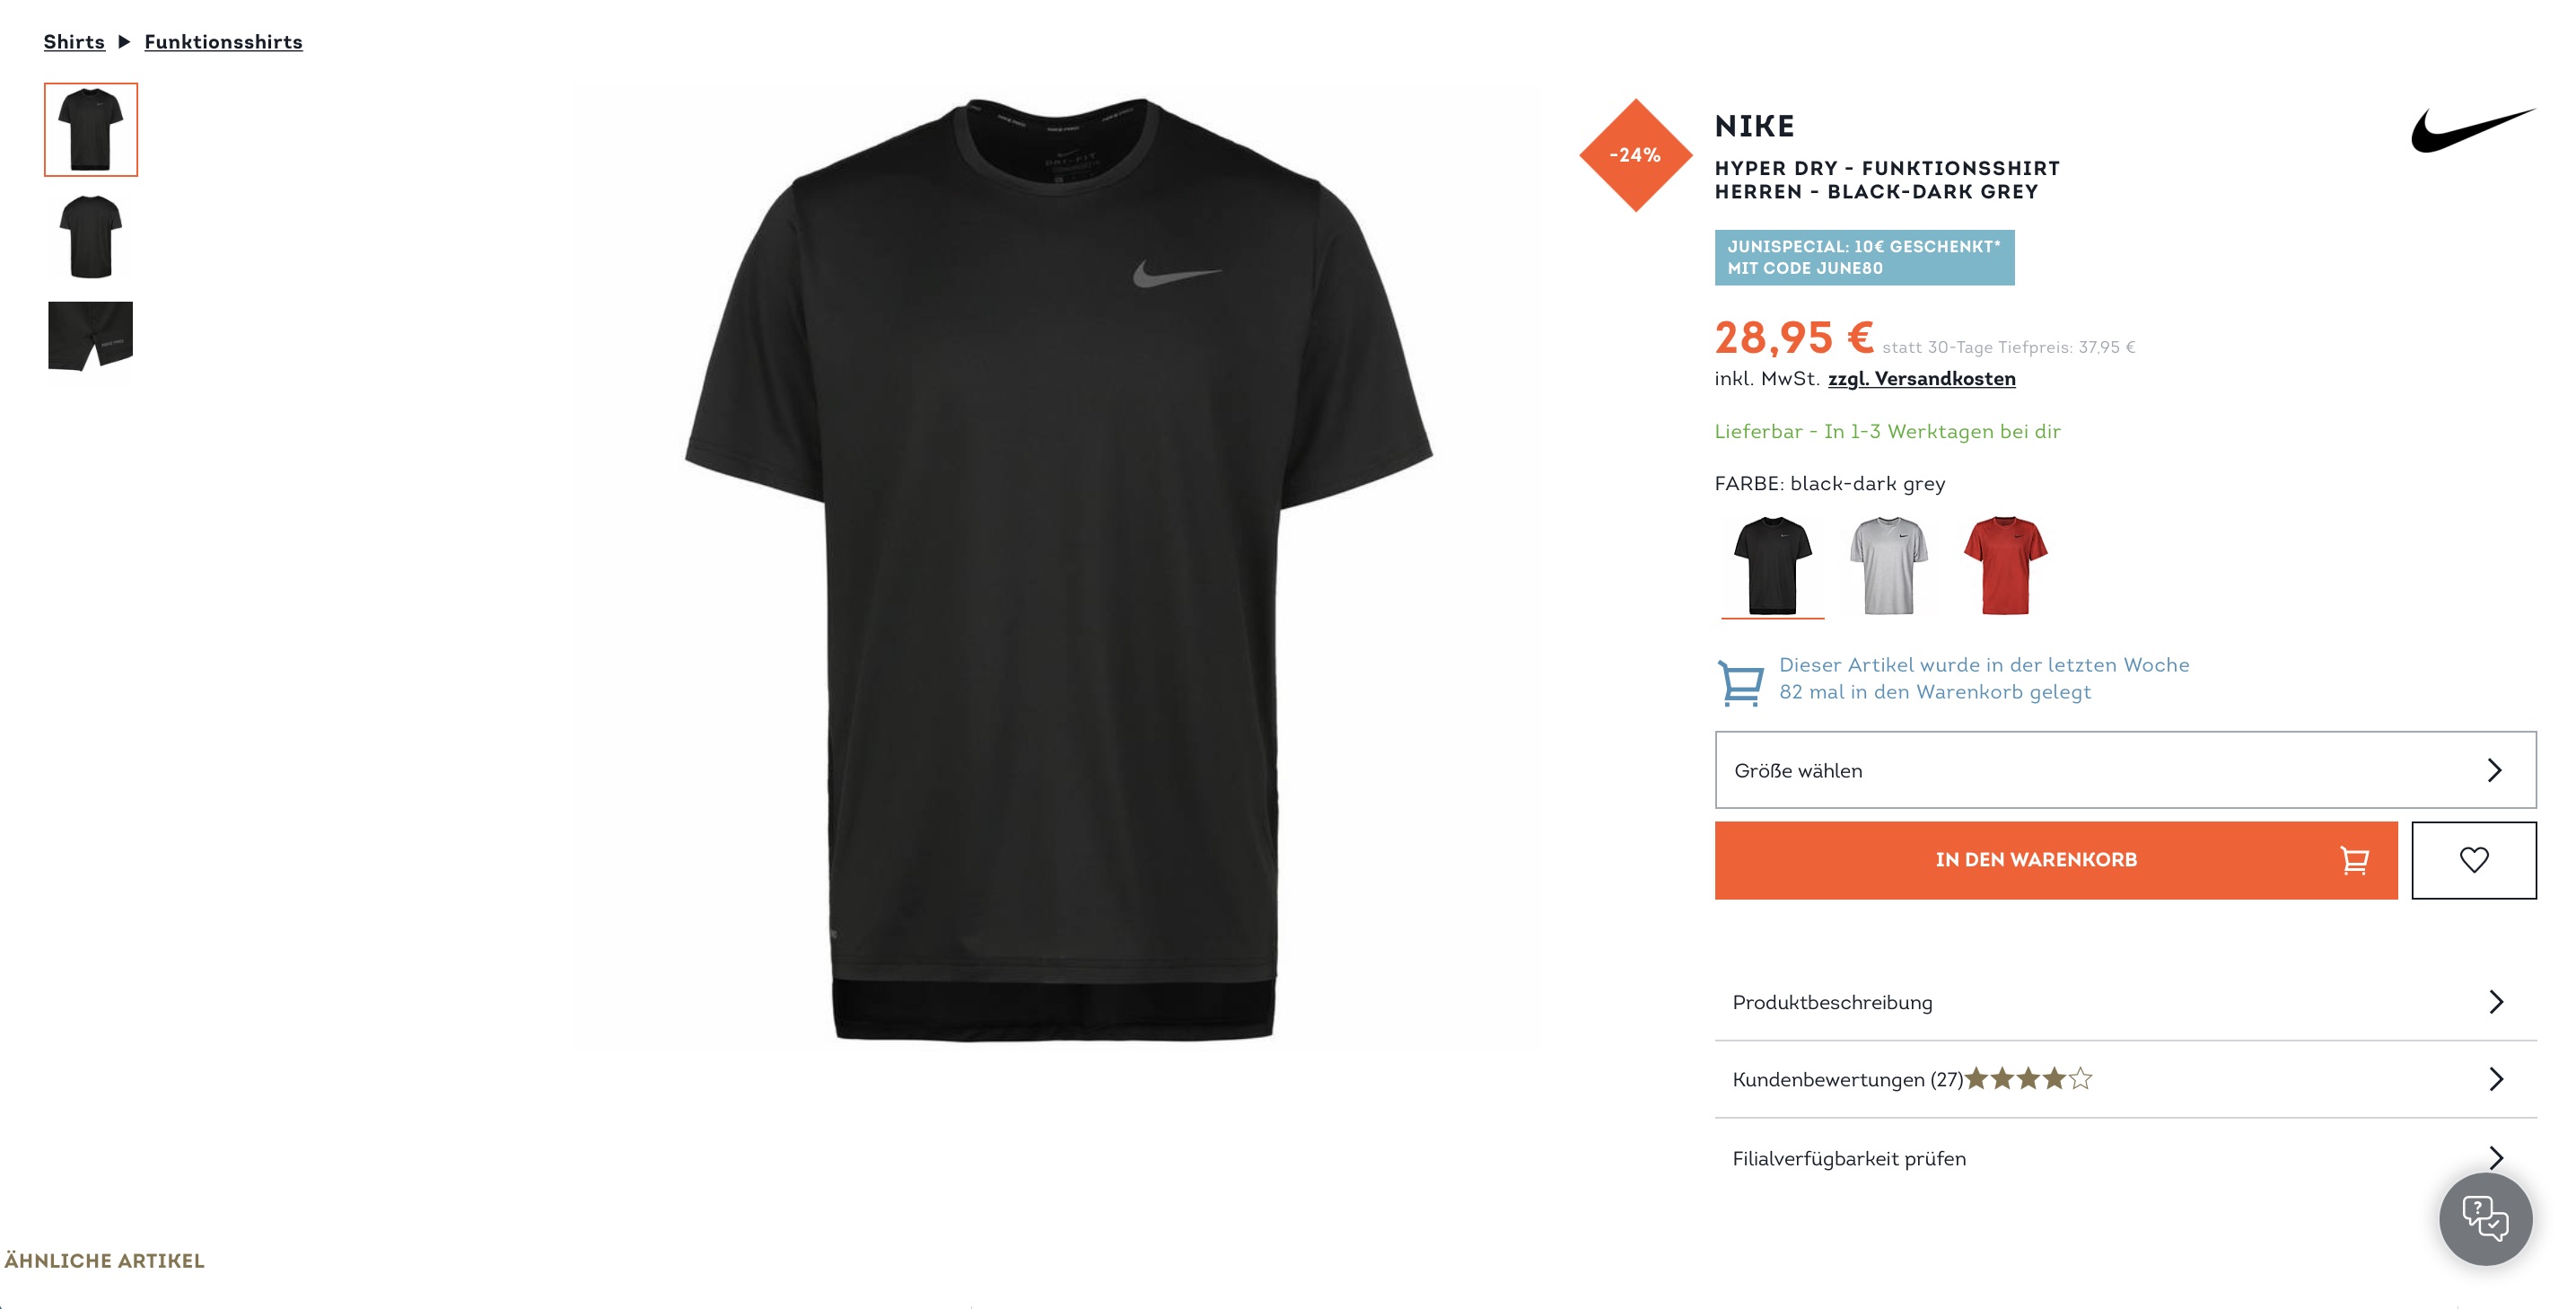 Shirts ▶ Funktionsshirts
DRI-FIT
-24%
NIKE
HYPER DRY - FUNKTIONSSHIRT
HERREN - BLACK-DARK GREY
JUNISPECIAL: 10€ GESCHENKT*
MIT CODE JUNE80
28,95 € statt 30-Tage Tiefpreis: 37,95 €
inkl. MwSt. zzgl. Versandkosten
Lieferbar - In 1-3 Werktagen bei dir
FARBE: black-dark grey
Dieser Artikel wurde in der letzten Woche
82 mal in den Warenkorb gelegt
Größe wählen
IN DEN WARENKORB
Produktbeschreibung
Kundenbewertungen (27)
Filialverfügbarkeit prüfen
ÄHNLICHE ARTIKEL